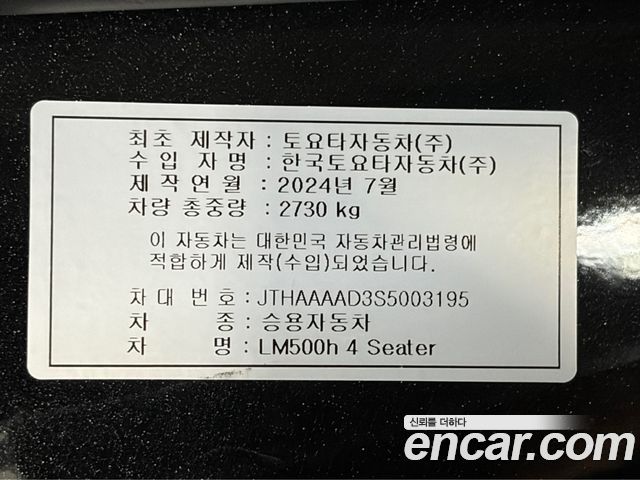 최초 제작자 : 토요타자동차(주)
수입 자명 : 한국토요타자동차(주)
제작연월 : 2024년 7월
차량 총중량 : 2730 kg
이 자동차는 대한민국 자동차관리법령에
적합하게 제작(수입)되었습니다.
차대 번호 : JTHAAAAD3S5003195
차 종 : 승용자동차
차 명 : LM500h 4 Seater
신뢰를 더하다
encar.com